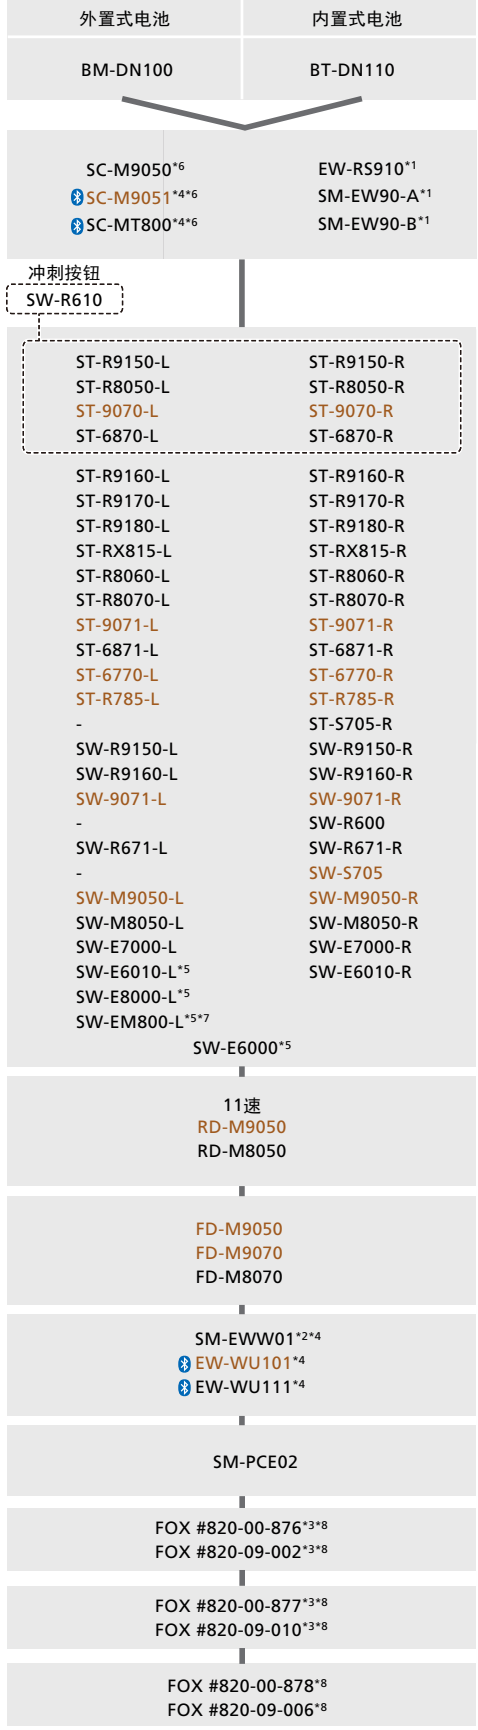 外置式电池 内置式电池
BM-DN100 BT-DN110
SC-M9050*6 EW-RS910*1
SC-M9051*4*6 SM-EW90-A*1
SC-MT800*4*6 SM-EW90-B*1
冲刺按钮
SW-R610
ST-R9150-L ST-R9150-R
ST-R8050-L ST-R8050-R
ST-9070-L ST-9070-R
ST-6870-L ST-6870-R
ST-R9160-L ST-R9160-R
ST-R9170-L ST-R9170-R
ST-R9180-L ST-R9180-R
ST-RX815-L ST-RX815-R
ST-R8060-L ST-R8060-R
ST-R8070-L ST-R8070-R
ST-9071-L ST-9071-R
ST-6871-L ST-6871-R
ST-6770-L ST-6770-R
ST-R785-L ST-R785-R
- ST-S705-R
SW-R9150-L SW-R9150-R
SW-R9160-L SW-R9160-R
SW-9071-L SW-9071-R
- SW-R600
SW-R671-L SW-R671-R
- SW-S705
SW-M9050-L SW-M9050-R
SW-M8050-L SW-M8050-R
SW-E7000-L SW-E7000-R
SW-E6010-L*5 SW-E6010-R
SW-E8000-L*5
SW-EM800-L*5*7
SW-E6000*5
11速
RD-M9050
RD-M8050
FD-M9050
FD-M9070
FD-M8070
SM-EWW01*2*4
EW-WU101*4
EW-WU111*4
SM-PCE02
FOX #820-00-876*3*8
FOX #820-09-002*3*8
FOX #820-00-877*3*8
FOX #820-09-010*3*8
FOX #820-00-878*8
FOX #820-09-006*8